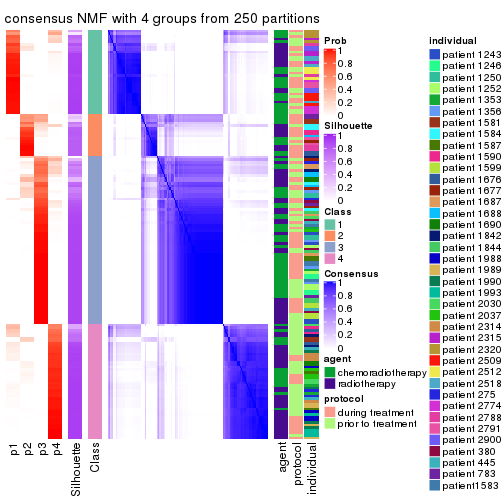 consensus NMF with 4 groups from 250 partitions
Prob
1
0.8
0.6
0.4
0.2
0
Silhouette
1
0.8
0.6
0.4
0.2
0
Class
1
2
3
4
Consensus
1
0.8
0.6
0.4
0.2
0
agent
chemoradiotherapy
radiotherapy
protocol
during treatment
prior to treatment
individual
patient 1243
patient 1246
patient 1250
patient 1252
patient 1353
patient 1356
patient 1581
patient 1584
patient 1587
patient 1590
patient 1599
patient 1676
patient 1677
patient 1687
patient 1688
patient 1690
patient 1842
patient 1844
patient 1988
patient 1989
patient 1990
patient 1993
patient 2030
patient 2037
patient 2314
patient 2315
patient 2320
patient 2509
patient 2512
patient 2518
patient 275
patient 2774
patient 2788
patient 2791
patient 2900
patient 380
patient 445
patient 783
patient1583
p1
p2
p3
p4
Silhouette
Class
agent
protocol
individual